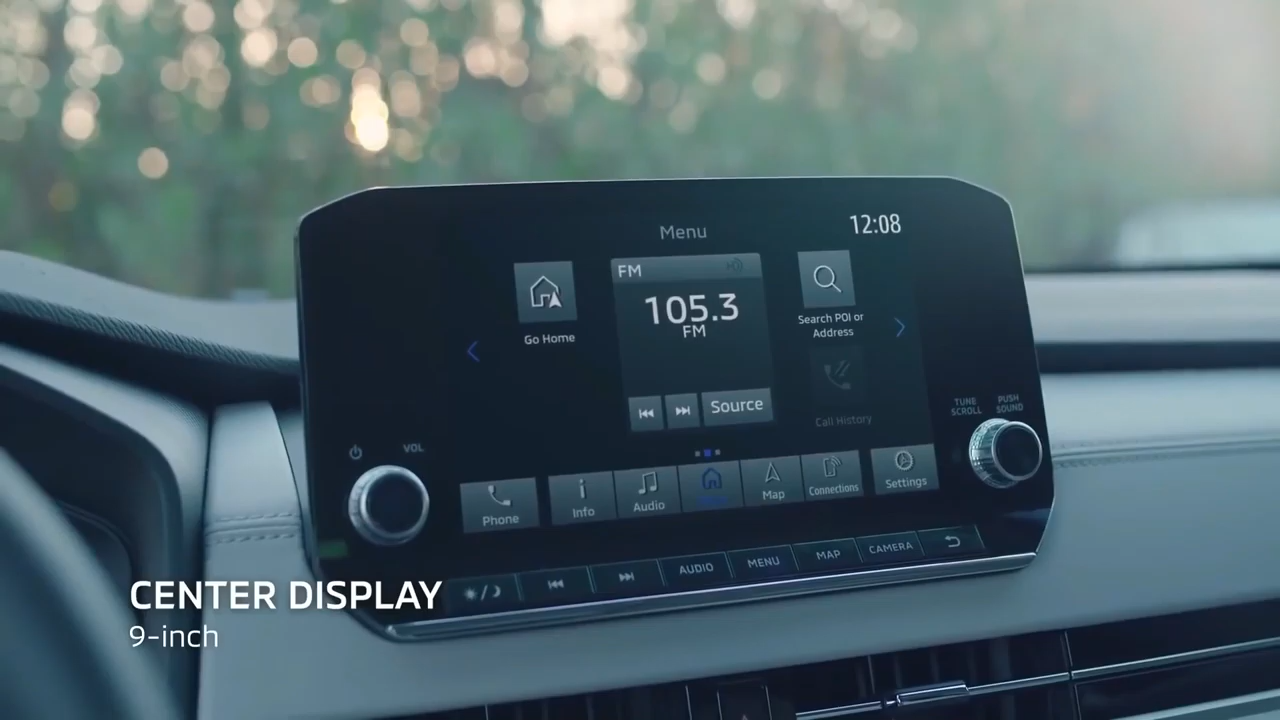 Menu
12:08
FM
105.3
FM
Go Home
Search POI or
Address
Source
Call History
VOL
TUNE
SCROLL
PUSH
SOUND
Phone
Info
Audio
Map
Connections
Settings
AUDIO
MENU
MAP
CAMERA
CENTER DISPLAY
9-inch